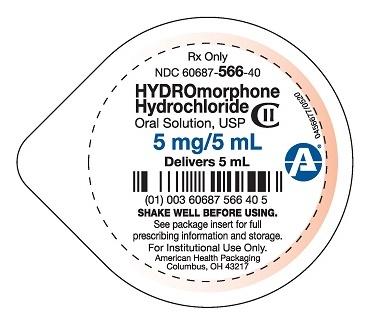 Rx Only
NDC 60687-566-40
HYDROmorphone
Hydrochloride CII
Oral Solution, USP
5 mg/5 mL
Delivers 5 mL
(01) 003 60687 566 40 5
SHAKE WELL BEFORE USING.
See package insert for full
prescribing information and storage.
For Institutional Use Only.
American Health Packaging
Columbus, OH 43217
A
0456677/0520